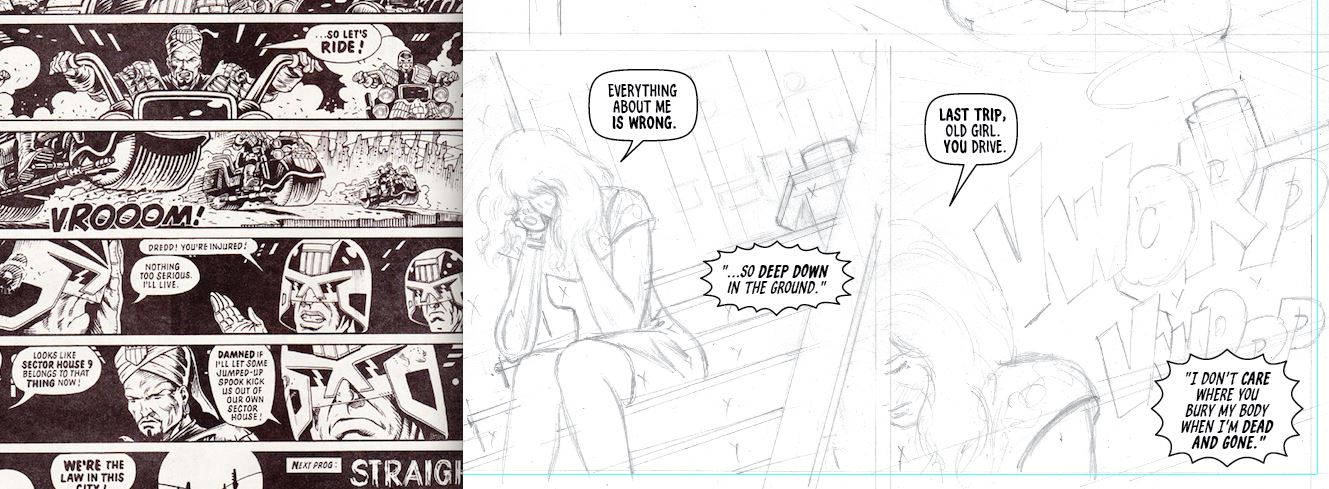 ...SO LET'S
RIDE!
VROOOM!
DREDD! YOU'RE INJURED!
NOTHING
TOO SERIOUS.
I'LL LIVE.
LOOKS LIKE
SECTOR HOUSE 9
BELONGS TO THAT
THING NOW!
DAMNED IF
I'LL LET SOME
JUMPED-UP
SPOOK KICK
US OUT OF
OUR OWN
SECTOR
HOUSE!
WE'RE THE
LAW IN THIS
CITY!
NEXT PROG:
STRAIG
EVERYTHING
ABOUT ME
IS WRONG.
"...SO DEEP DOWN
IN THE GROUND."
LAST TRIP,
OLD GIRL.
YOU DRIVE.
VWORP
VWORP
"I DON'T CARE
WHERE YOU
BURY MY BODY
WHEN I'M DEAD
AND GONE."